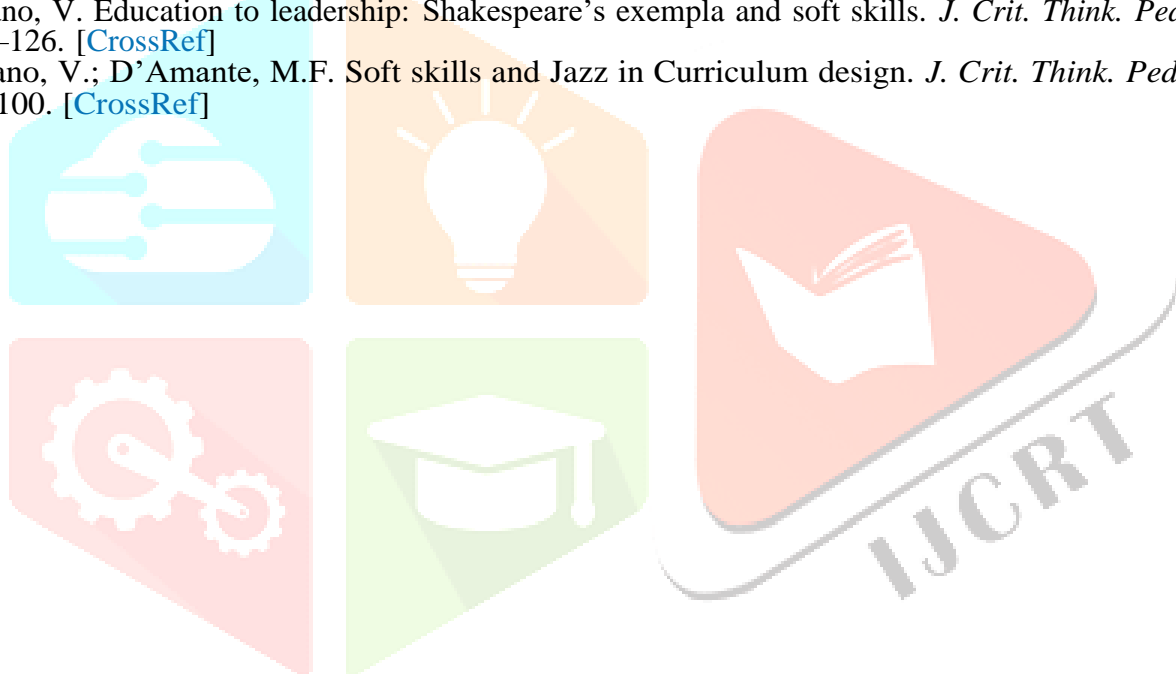 ano, V. Education to leadership: Shakespeare’s exempla and soft skills. J. Crit. Think. Ped
–126. [CrossRef]
ano, V.; D’Amante, M.F. Soft skills and Jazz in Curriculum design. J. Crit. Think. Ped
100. [CrossRef]
IJCRT